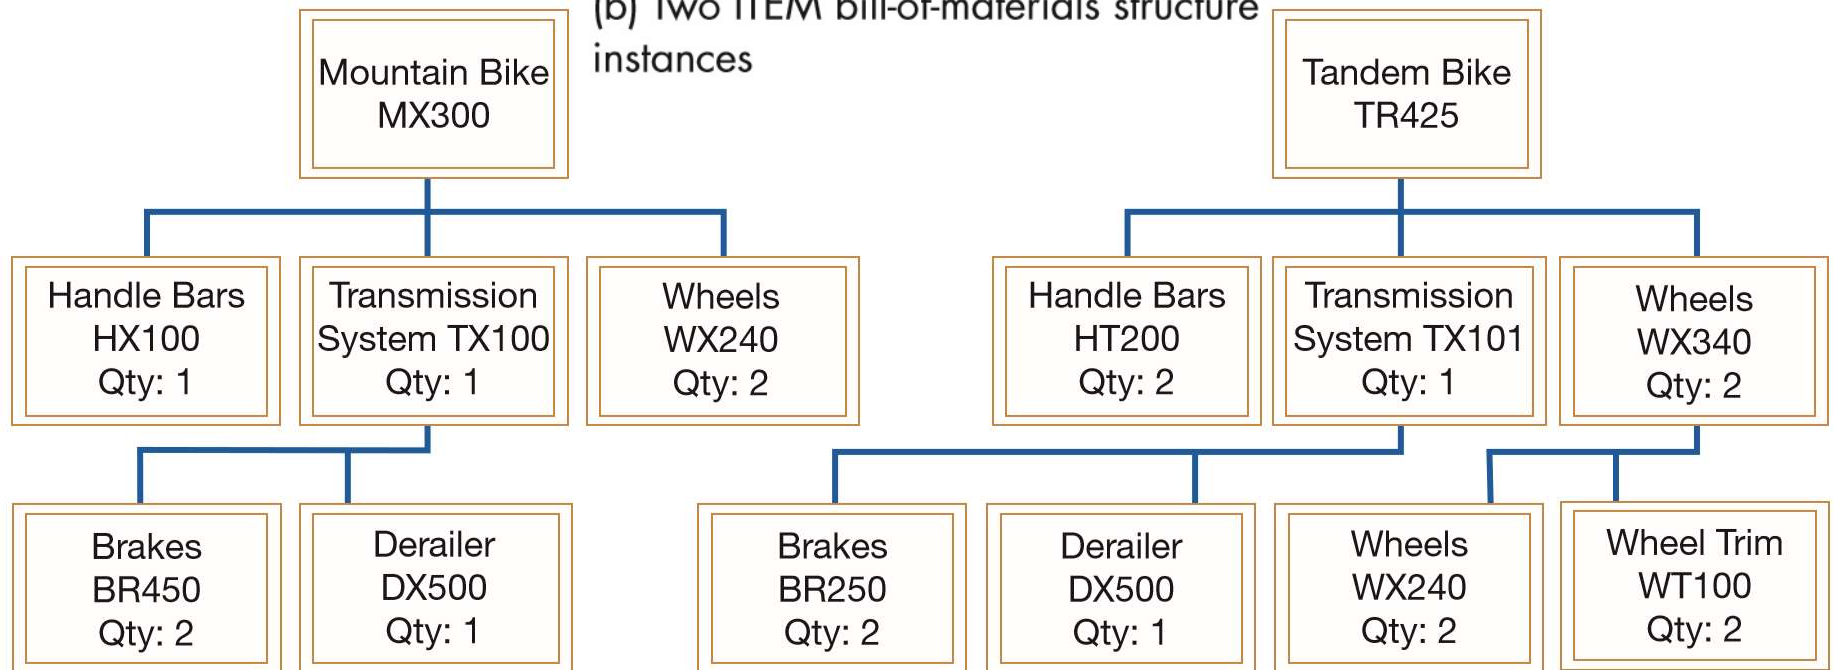 (b) Two ITEM bill-of-materials structure
instances
Mountain Bike
MX300
Tandem Bike
TR425
Handle Bars
HX100
Qty: 1
Transmission
System TX100
Qty: 1
Wheels
WX240
Qty: 2
Handle Bars
HT200
Qty: 2
Transmission
System TX101
Qty: 1
Wheels
WX340
Qty: 2
Brakes
BR450
Qty: 2
Derailer
DX500
Qty: 1
Brakes
BR250
Qty: 2
Derailer
DX500
Qty: 1
Wheels
WX240
Qty: 2
Wheel Trim
WT100
Qty: 2